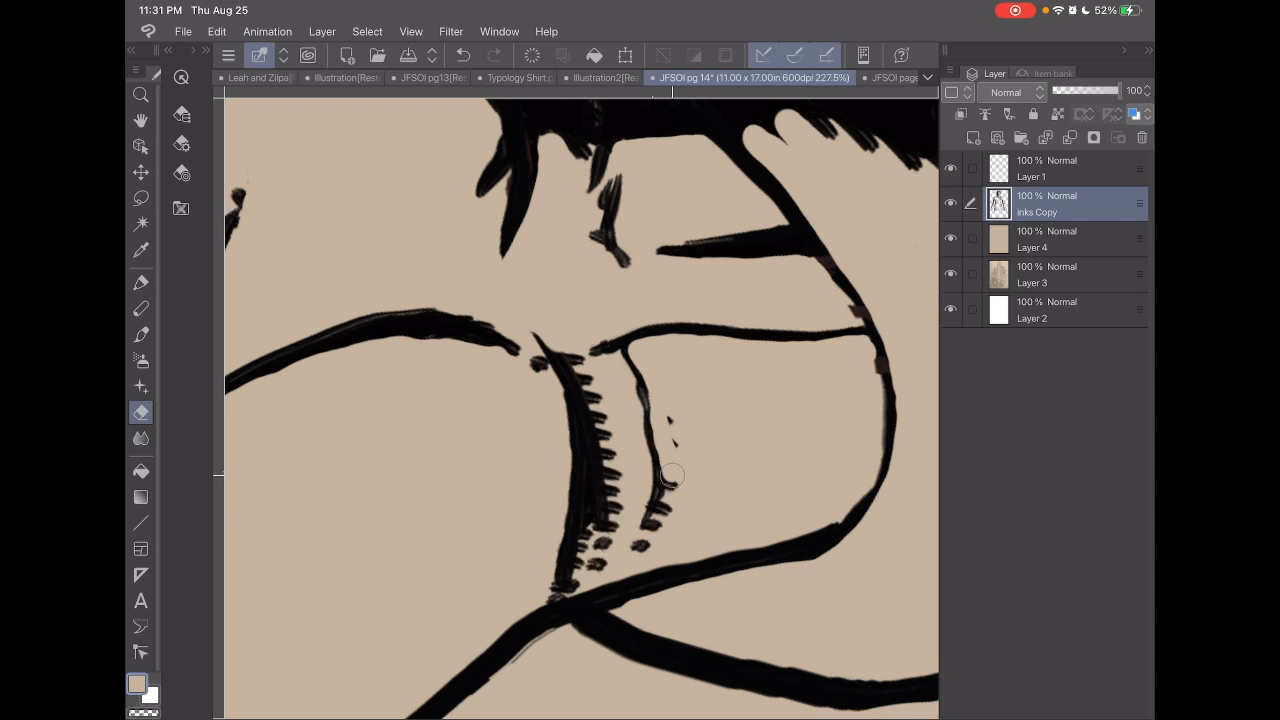 11:31 PM Thu Aug 25
52%
File Edit Animation Layer Select View Filter Window Help
Leah and Zilpa[ Illustration[Rest JFSOI pg13[Re: Typology Shirt. Illustration2[Re: JFSOI pg 14* (11.00 x 17.00in 600dpi 227.5%) JFSOI page
Layer Item bank
Normal 100
100 % Normal
Layer 1
100 % Normal
inks Copy
100 % Normal
Layer 4
100 % Normal
Layer 3
100 % Normal
Layer 2